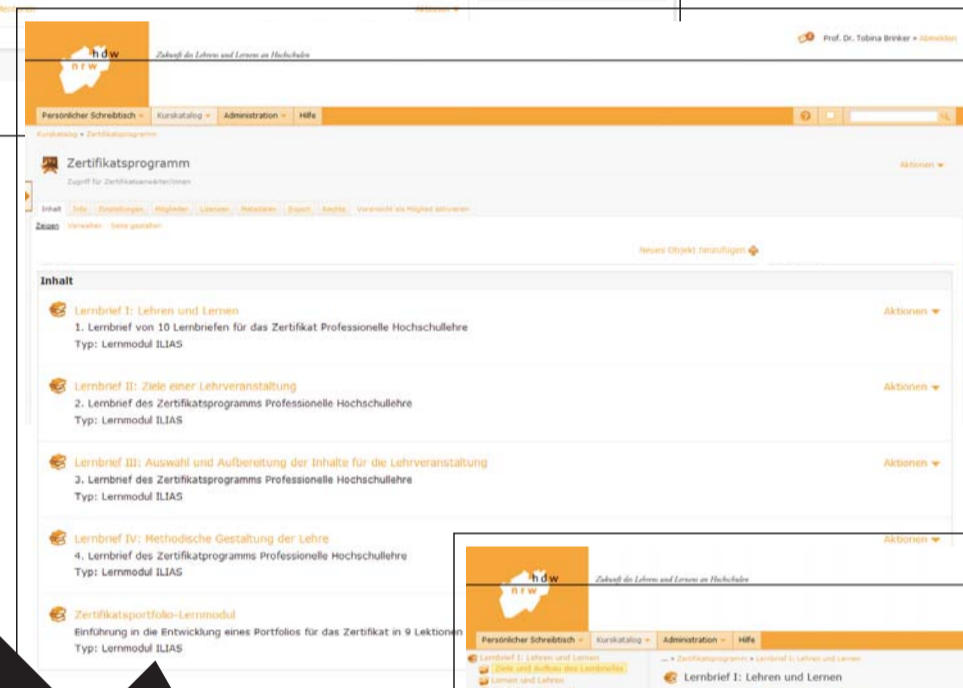 Aktionen
hdw
nrw
Zukunft des Lehrens und Lernens an Hochschulen
Prof. Dr. Tobina Brinker » Abmelden
Persönlicher Schreibtisch Kurskatalog Administration Hilfe
Kurskatalog » Zertifikatsprogramm
Zertifikatsprogramm
Zugriff für Zertifikatsanwärter/innen
Aktionen
Inhalt Info Einstellungen Mitglieder Lizenzen Metadaten Export Rechte Voransicht als Mitglied aktivieren
Zeigen Verwalten Seite gestalten
Neues Objekt hinzufügen
Inhalt
Lernbrief I: Lehren und Lernen
Aktionen
1. Lernbrief von 10 Lernbriefen für das Zertifikat Professionelle Hochschullehre
Typ: Lernmodul ILIAS
Lernbrief II: Ziele einer Lehrveranstaltung
Aktionen
2. Lernbrief des Zertifikatsprogramms Professionelle Hochschullehre
Typ: Lernmodul ILIAS
Lernbrief III: Auswahl und Aufbereitung der Inhalte für die Lehrveranstaltung
Aktionen
3. Lernbrief des Zertifikatsprogramms Professionelle Hochschullehre
Typ: Lernmodul ILIAS
Lernbrief IV: Methodische Gestaltung der Lehre
Aktionen
4. Lernbrief des Zertifikatprogramms Professionelle Hochschullehre
Typ: Lernmodul ILIAS
Zertifikatsportfolio-Lernmodul
Einführung in die Entwicklung eines Portfolios für das Zertifikat in 9 Lektionen
Typ: Lernmodul ILIAS
hdw
nrw
Zukunft des Lehrens und Lernens an Hochschulen
Persönlicher Schreibtisch Kurskatalog Administration Hilfe
Lernbrief I: Lehren und Lernen
Ziele und Aufbau des Lernbriefes
Lernen und Lehren
... » Zertifikatsprogramm » Lernbrief I: Lehren und Lernen
Lernbrief I: Lehren und Lernen